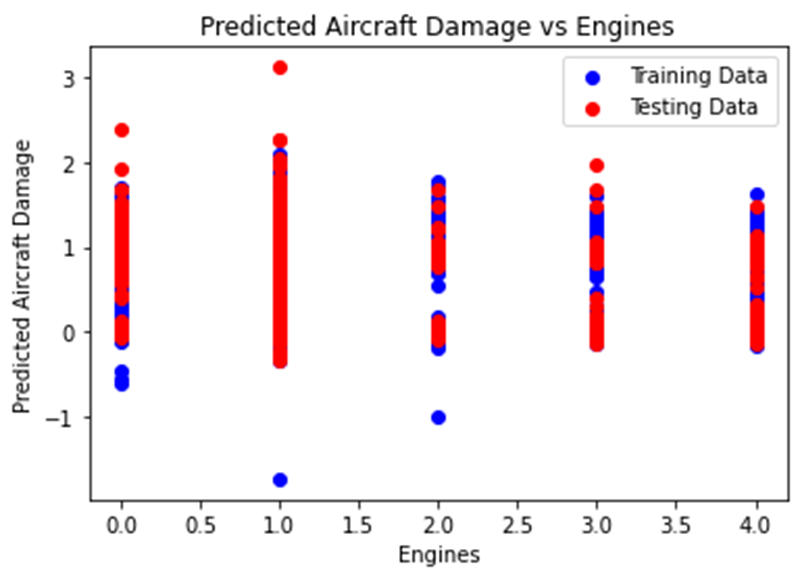 Predicted Aircraft Damage vs Engines
Training Data
Testing Data
Predicted Aircraft Damage
3
2
1
0
−1
0.0 0.5 1.0 1.5 2.0 2.5 3.0 3.5 4.0
Engines